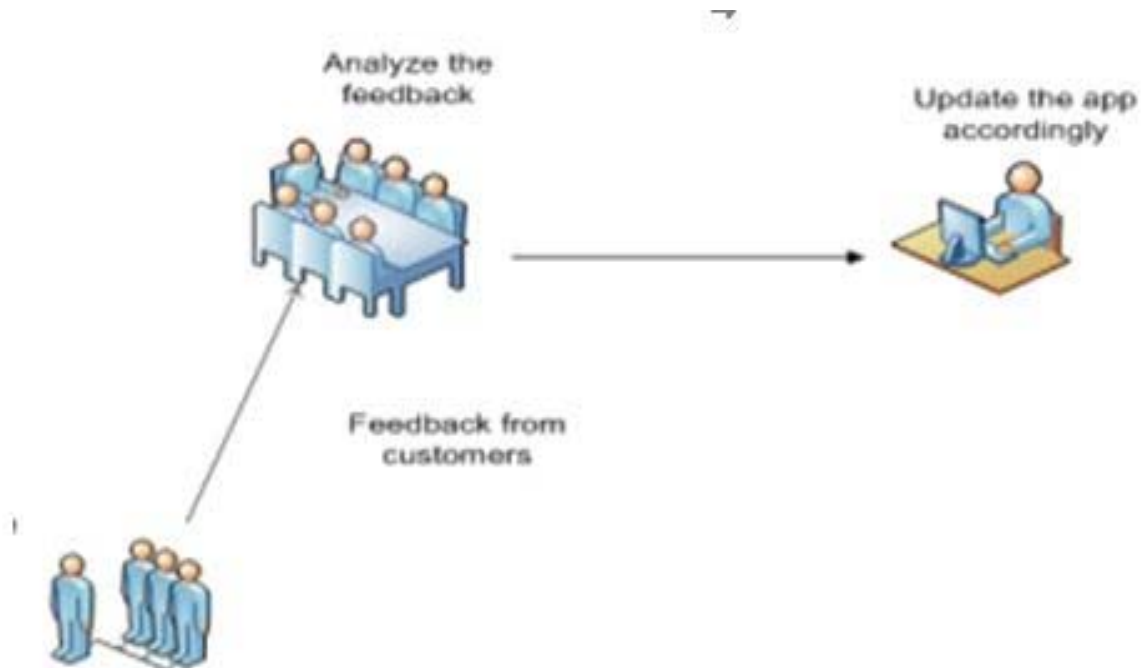 Analyze the
feedback
Update the app
accordingly
Feedback from
customers